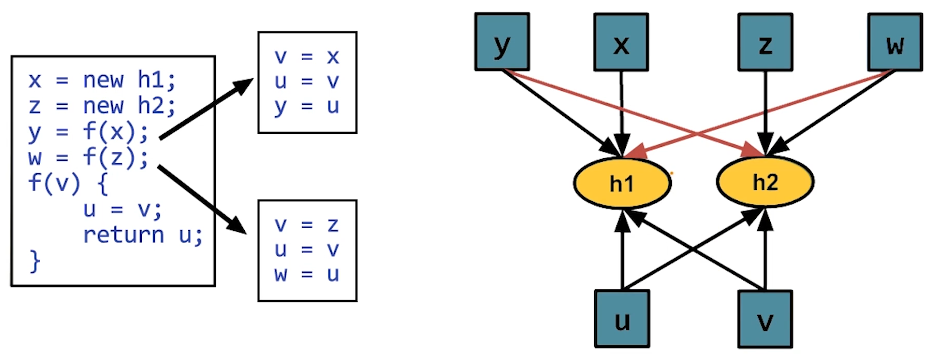 x = new h1;
z = new h2;
y = f(x);
w = f(z);
f(v) {
u = v;
return u;
}
v = x
u = v
y = u
v = z
u = v
w = u
y
x
z
w
h1
h2
u
v